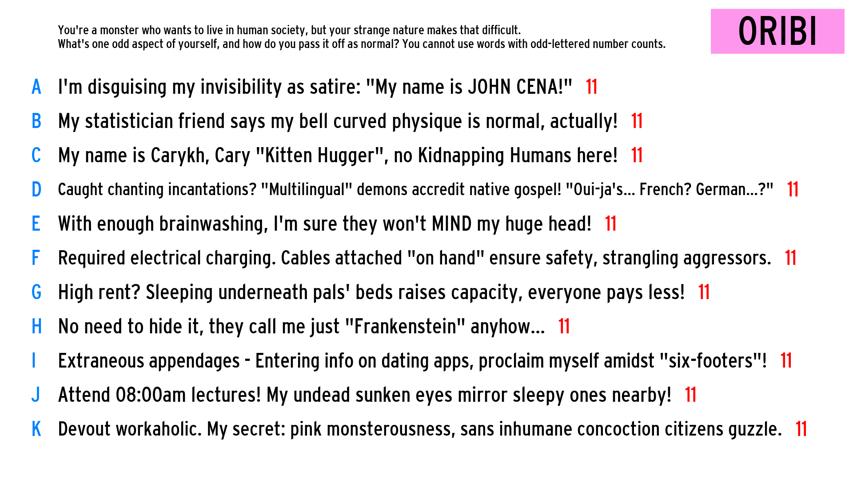 You're a monster who wants to live in human society, but your strange nature makes that difficult.
What's one odd aspect of yourself, and how do you pass it off as normal? You cannot use words with odd-lettered number counts.
ORIBI
A I'm disguising my invisibility as satire: "My name is JOHN CENA!" 11
B My statistician friend says my bell curved physique is normal, actually! 11
C My name is Carykh, Cary "Kitten Hugger", no Kidnapping Humans here! 11
D Caught chanting incantations? "Multilingual" demons accredit native gospel! "Oui-ja's... French? German...?" 11
E With enough brainwashing, I'm sure they won't MIND my huge head! 11
F Required electrical charging. Cables attached "on hand" ensure safety, strangling aggressors. 11
G High rent? Sleeping underneath pals' beds raises capacity, everyone pays less! 11
H No need to hide it, they call me just "Frankenstein" anyhow... 11
I Extraneous appendages - Entering info on dating apps, proclaim myself amidst "six-footers"! 11
J Attend 08:00am lectures! My undead sunken eyes mirror sleepy ones nearby! 11
K Devout workaholic. My secret: pink monsterousness, sans inhumane concoction citizens guzzle. 11